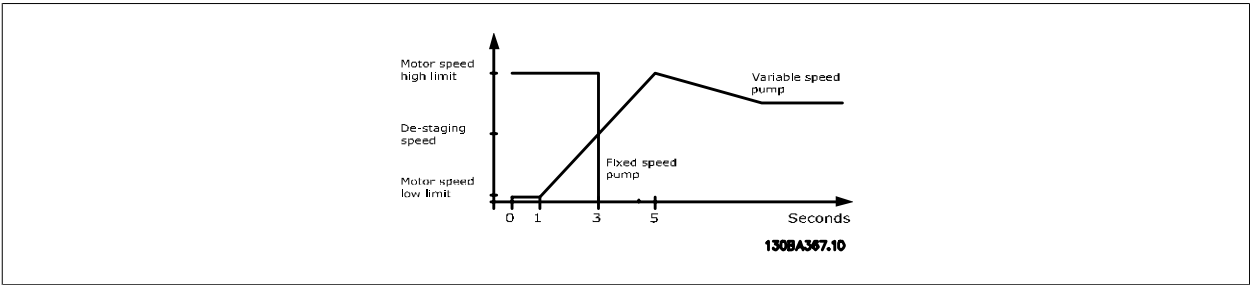 Motor speed
high limit
Variable speed
pump
De-staging
speed
Fixed speed
pump
Motor speed
low limit
0 1 3 5
Seconds
130BA367.10